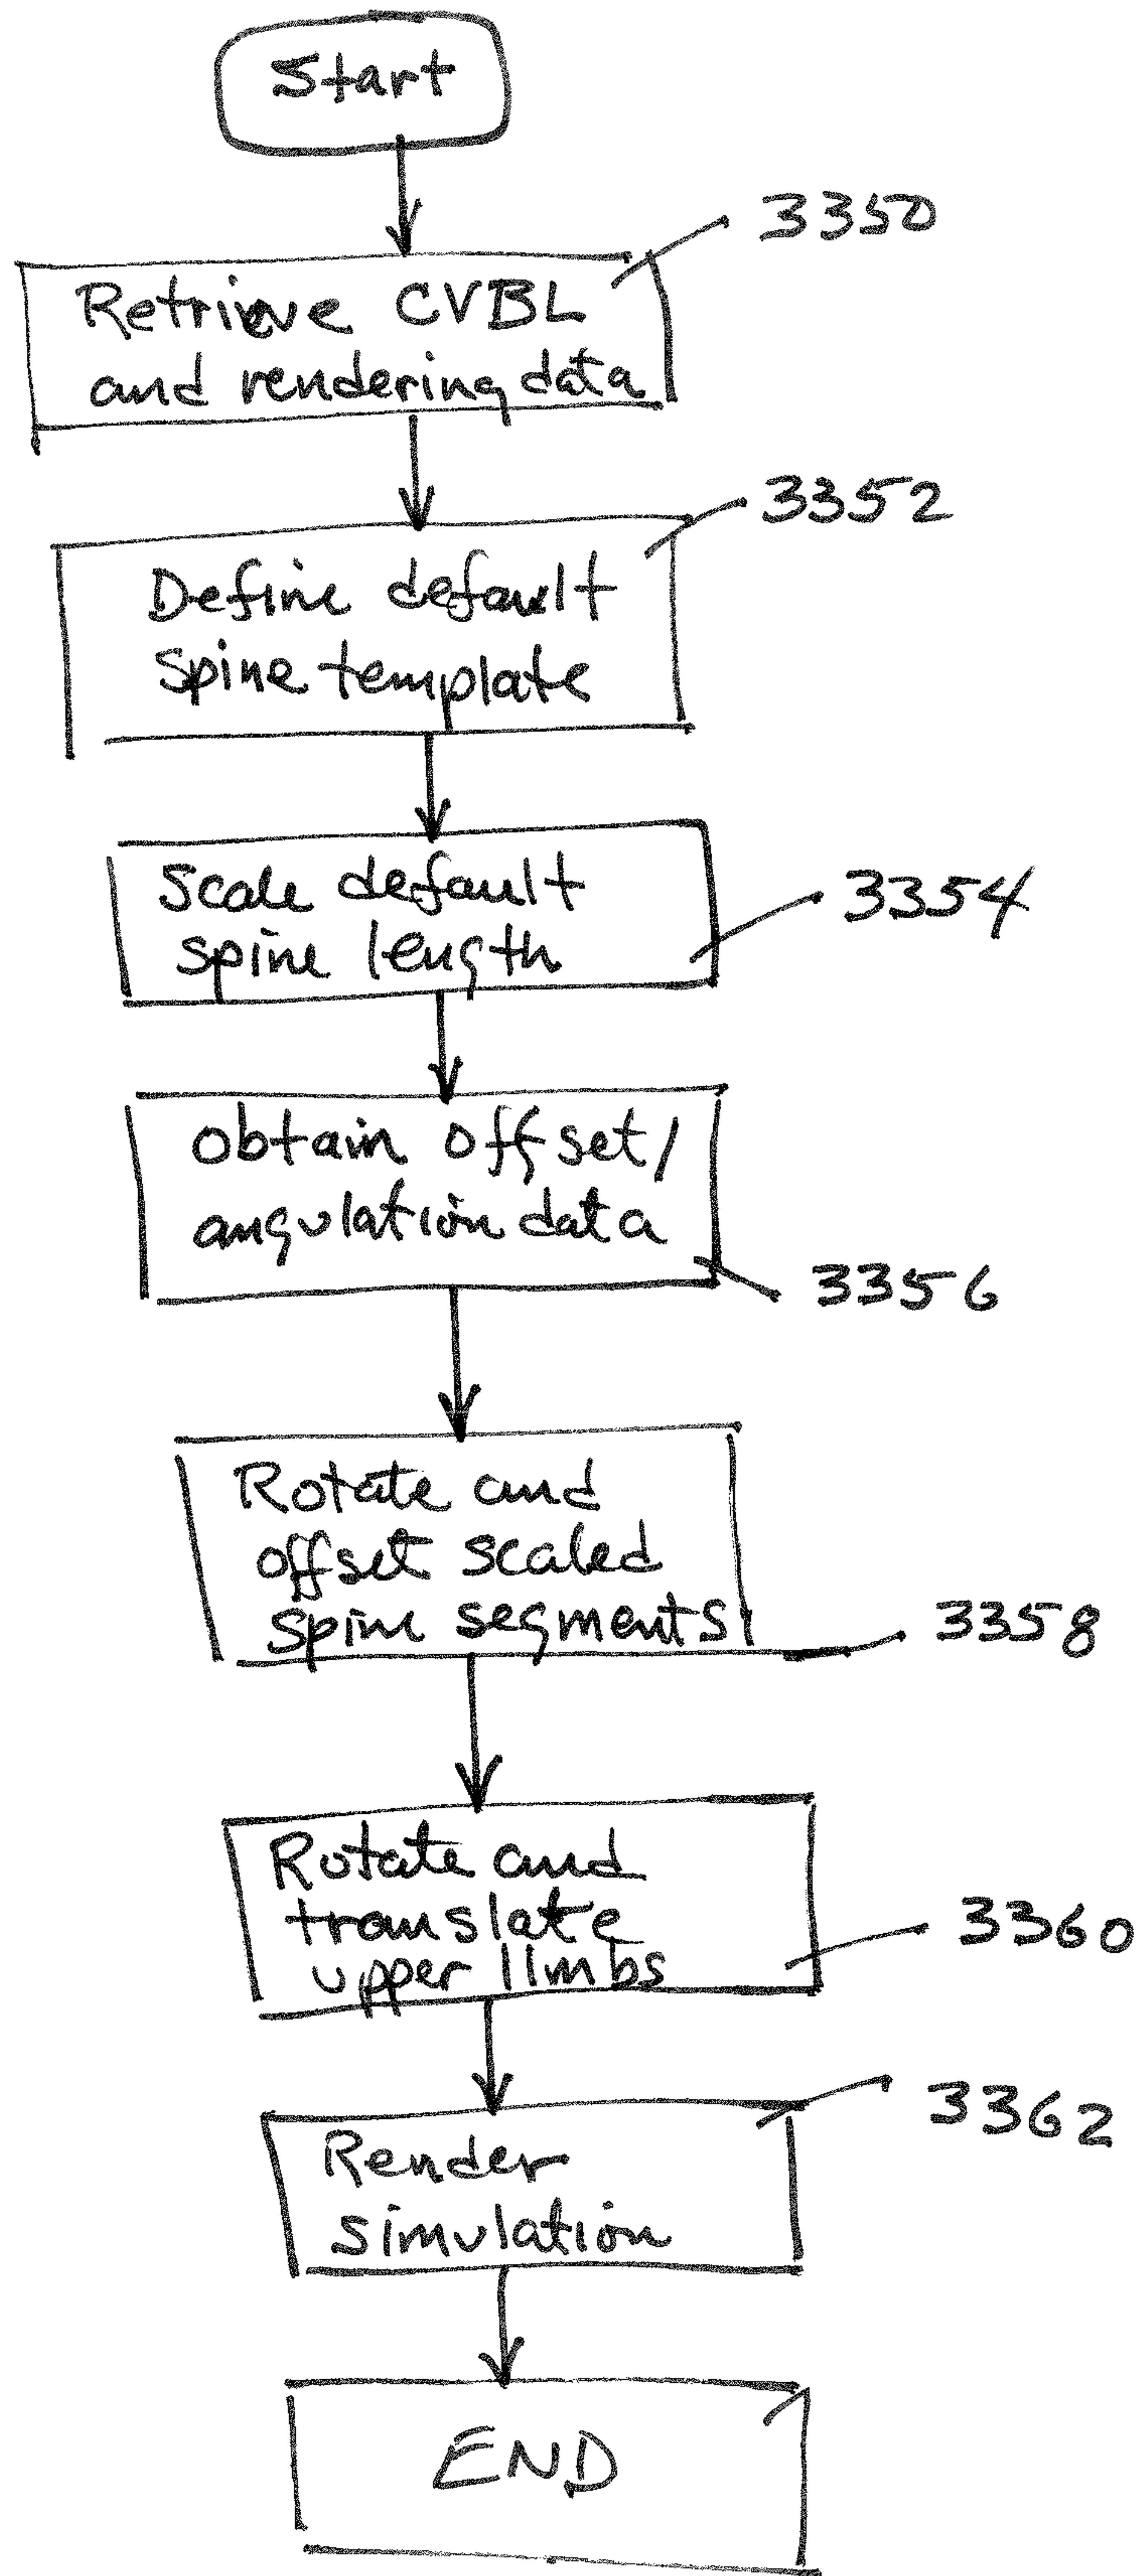 Start
3350
Retrieve CVBL
and rendering data
3352
Define default
spine template
Scale default
spine length
3354
Obtain offset/
angulation data
3356
Rotate and
offset scaled
spine segments
3358
Rotate and
translate
upper limbs
3360
3362
Render
simulation
END